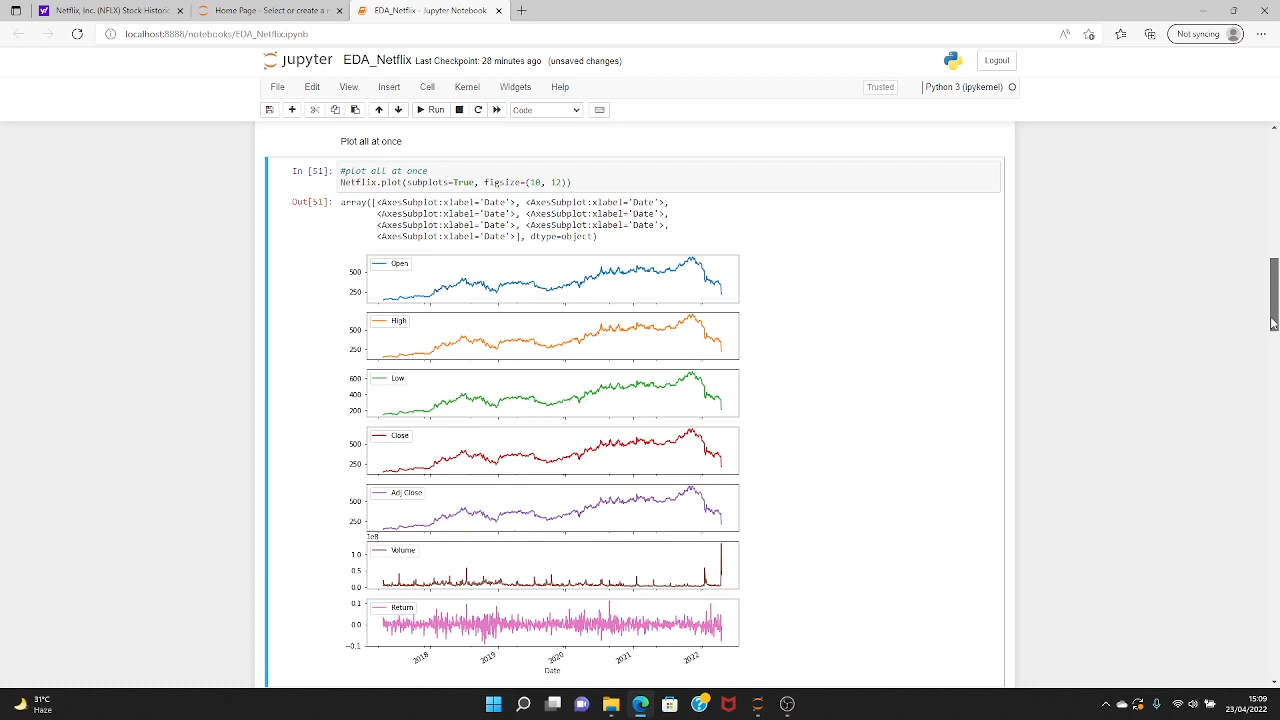 Netflix, Inc. (NFLX) Stock Historic
Home Page - Select or create a n
EDA_Netflix - Jupyter Notebook
localhost:8888/notebooks/EDA_Netflix.ipynb
Not syncing
jupyter EDA_Netflix Last Checkpoint: 28 minutes ago (unsaved changes)
Logout
File Edit View Insert Cell Kernel Widgets Help
Trusted
Python 3 (ipykernel)
Run
Code
Plot all at once
In [51]: #plot all at once
Netflix.plot(subplots=True, figsize=(10, 12))
Out[51]: array([<AxesSubplot:xlabel='Date'>, <AxesSubplot:xlabel='Date'>,
<AxesSubplot:xlabel='Date'>, <AxesSubplot:xlabel='Date'>,
<AxesSubplot:xlabel='Date'>, <AxesSubplot:xlabel='Date'>,
<AxesSubplot:xlabel='Date'>], dtype=object)
Open
500
250
High
500
250
Low
600
400
200
Close
500
250
Adj Close
500
250
1e8
Volume
1.0
0.5
0.0
Return
0.1
0.0
−0.1
2018 2019 2020 2021 2022
Date
31°C
Haze
15:09
23/04/2022